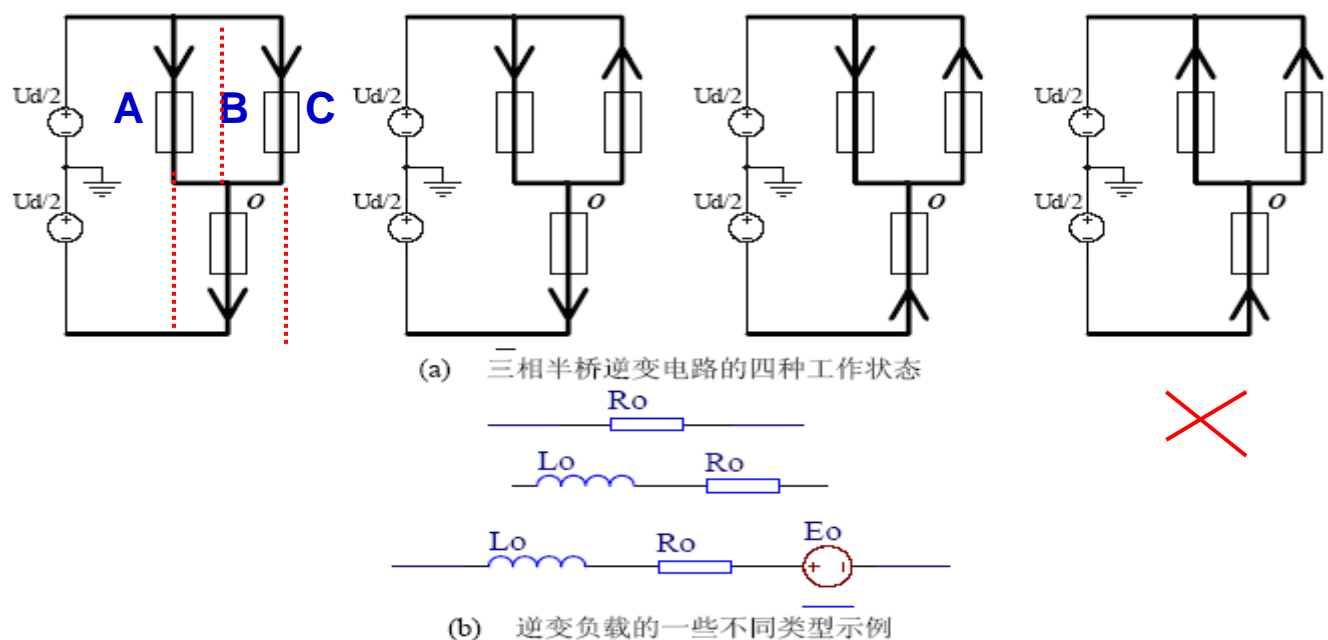 Ud/2 Ud/2 Ud/2 Ud/2
A B C
Ud/2 Ud/2 Ud/2 Ud/2
o o o o
(a) 三相半桥逆变电路的四种工作状态
Ro
Lo Ro
Lo Ro Eo
(b) 逆变负载的一些不同类型示例